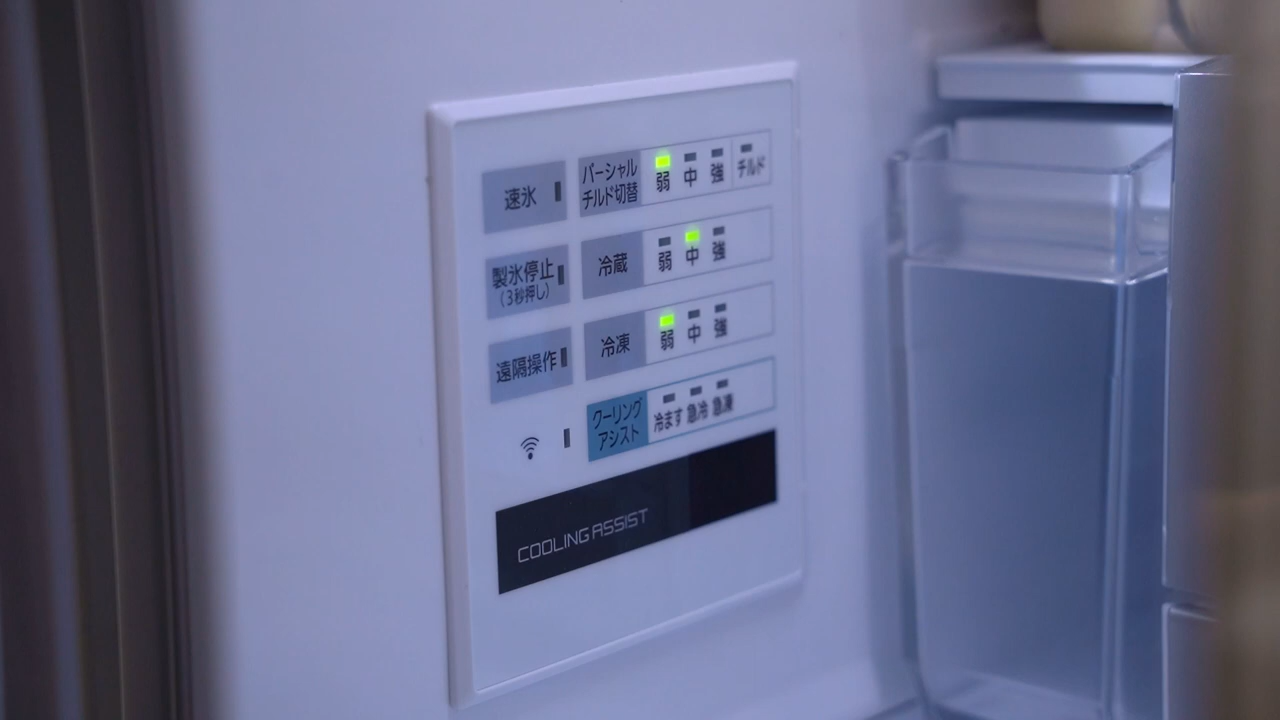 速氷
パーシャル
チルド切替
弱 中 強 チルド
製氷停止
(3秒押し)
冷蔵
弱 中 強
遠隔操作
冷凍
弱 中 強
クーリング
アシスト
冷ます 急冷 急凍
COOLING ASSIST